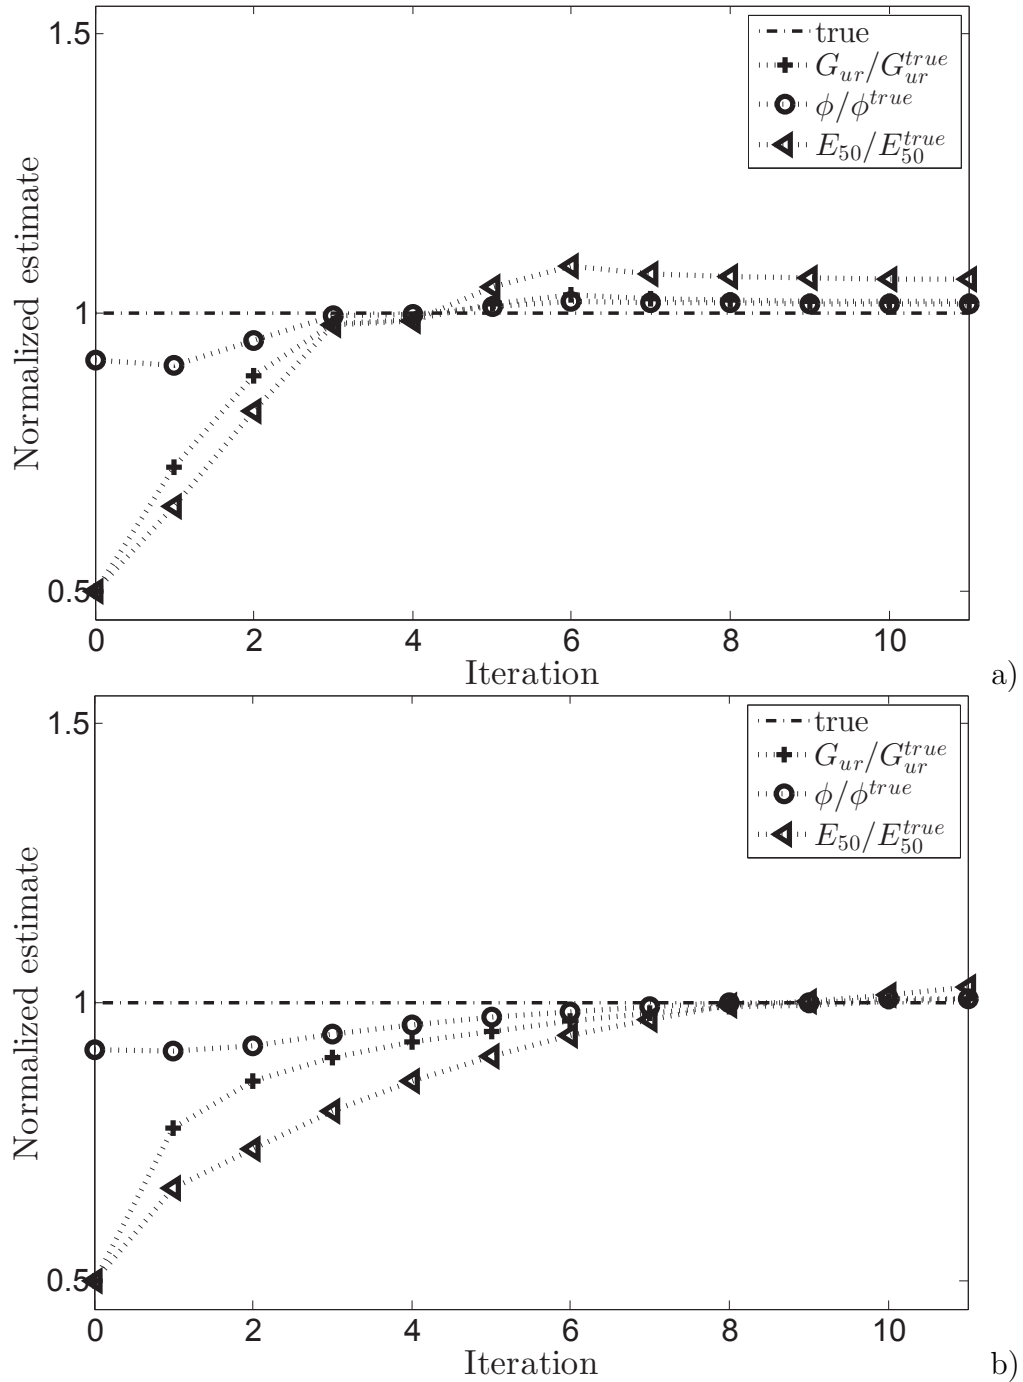 1.5
true
G_ur/G_ur^true
ϕ/ϕ^true
E_50/E_50^true
Normalized estimate
1
0.5
0 2 4 6 8 10
Iteration
a)
1.5
true
G_ur/G_ur^true
ϕ/ϕ^true
E_50/E_50^true
Normalized estimate
1
0.5
0 2 4 6 8 10
Iteration
b)